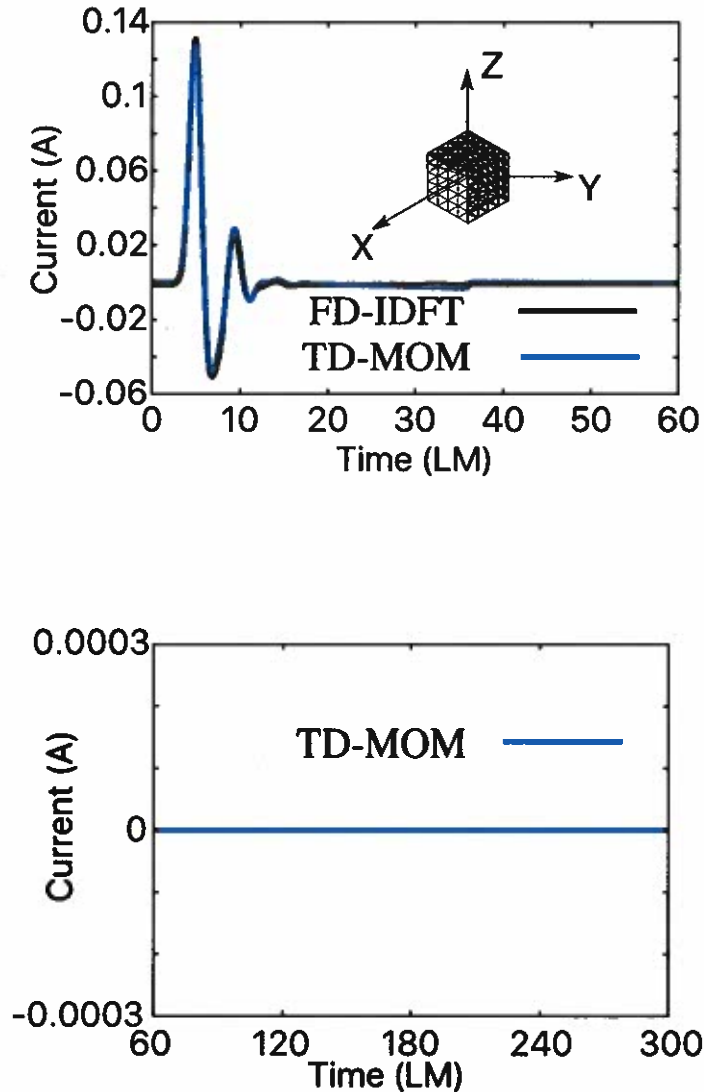 0.14
0.1
0.06
0.02
-0.02
-0.06
Current (A)
Z
Y
X
FD-IDFT
TD-MOM
0 10 20 30 40 50 60
Time (LM)
0.0003
0
-0.0003
Current (A)
TD-MOM
60 120 180 240 300
Time (LM)